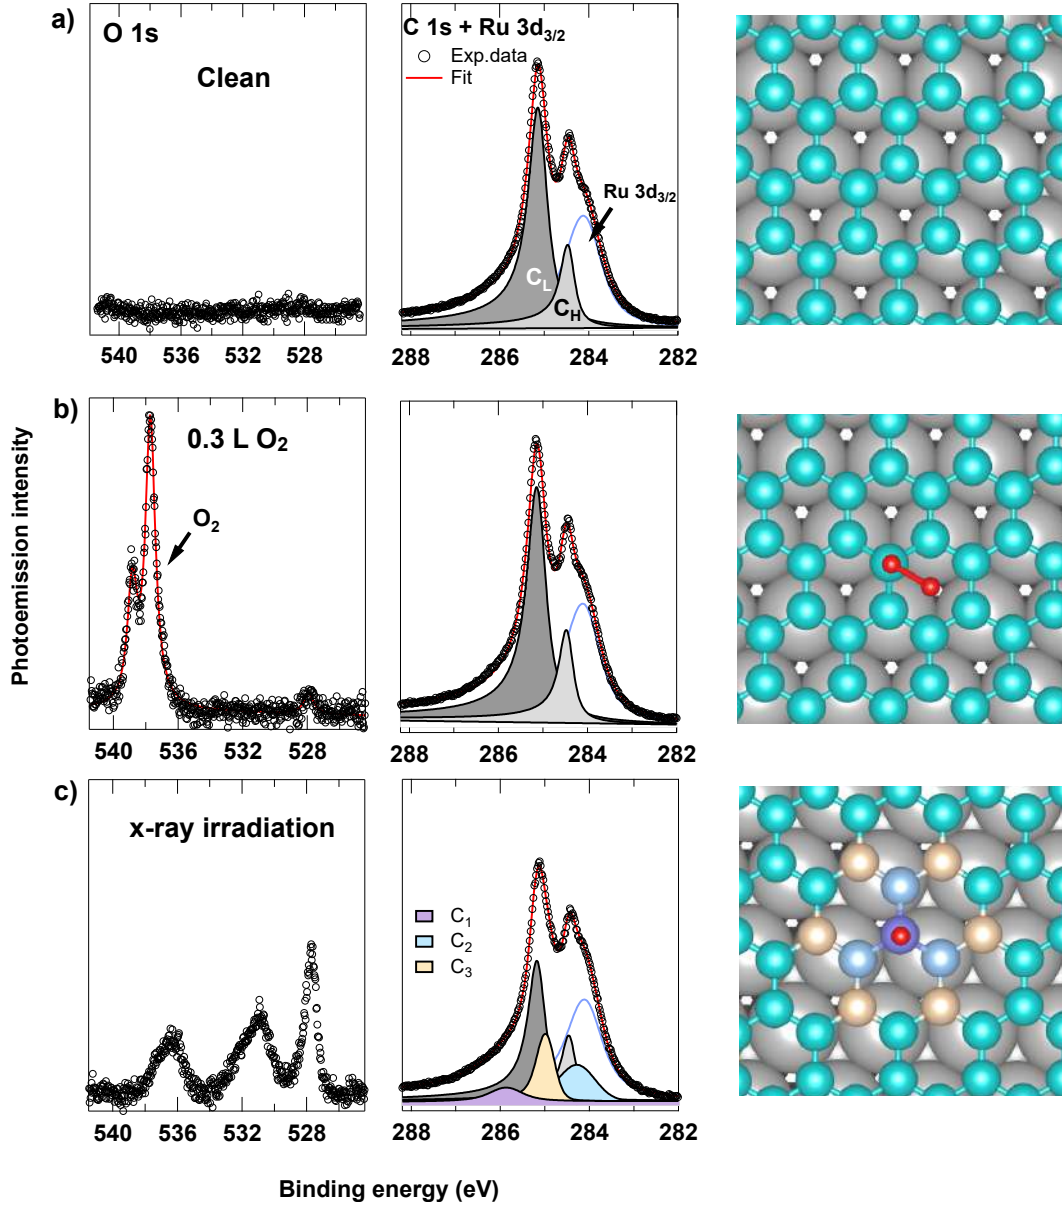 a)
O 1s
Clean
540 536 532 528
C 1s + Ru 3d3/2
Exp.data
Fit
Ru 3d3/2
CL
CH
288 286 284 282
b)
0.3 L O2
O2
540 536 532 528
288 286 284 282
c)
x-ray irradiation
540 536 532 528
C1
C2
C3
288 286 284 282
Photoemission intensity
Binding energy (eV)